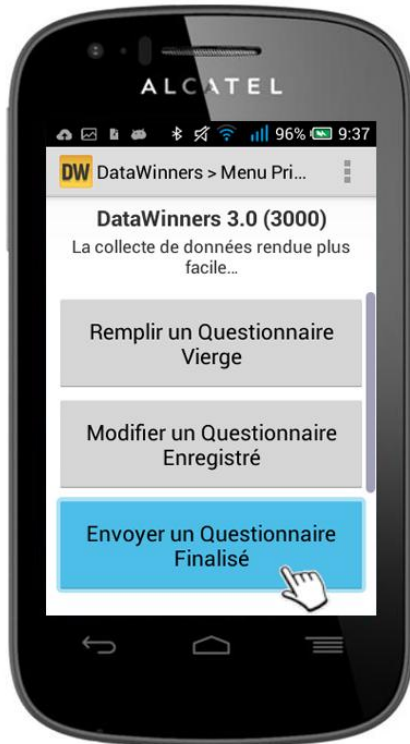 ALCATEL
96% 9:37
DW DataWinners > Menu Pri...
DataWinners 3.0 (3000)
La collecte de données rendue plus
facile...
Remplir un Questionnaire
Vierge
Modifier un Questionnaire
Enregistré
Envoyer un Questionnaire
Finalisé